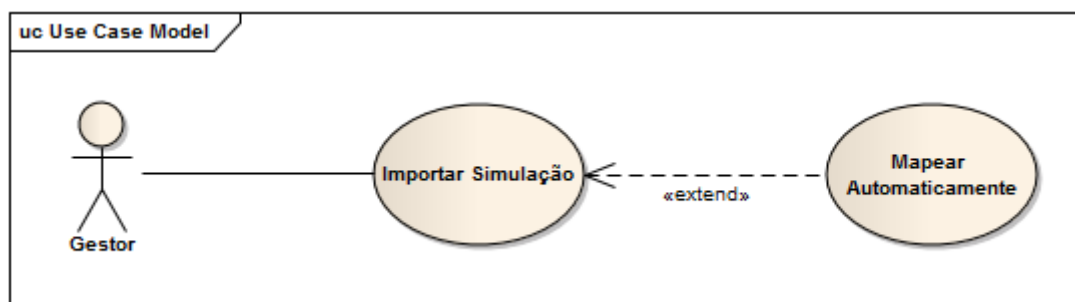 uc Use Case Model
Importar Simulação
Mapear
Automaticamente
«extend»
Gestor